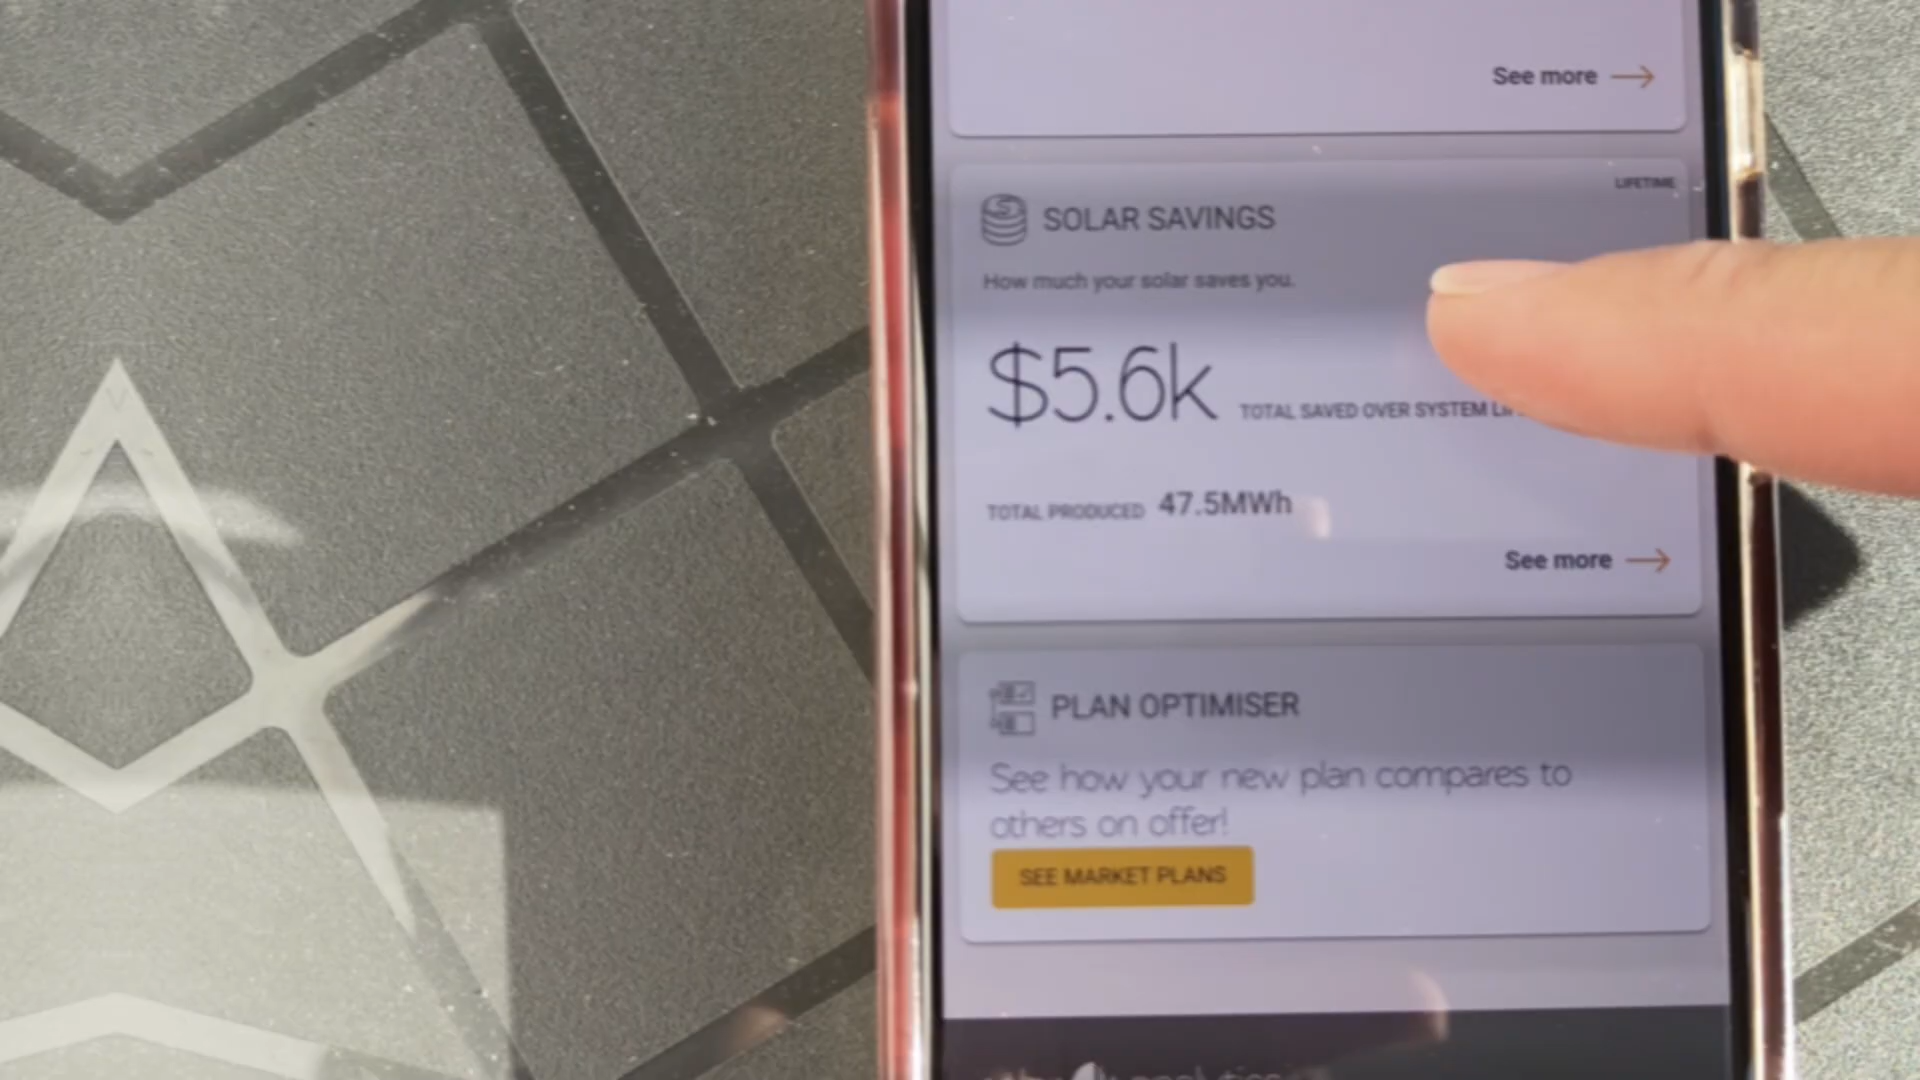 See more
LIFETIME
SOLAR SAVINGS
How much your solar saves you.
$5.6k TOTAL SAVED OVER SYSTEM
TOTAL PRODUCED 47.5MWh
See more
PLAN OPTIMISER
See how your new plan compares to
others on offer!
SEE MARKET PLANS
analytics